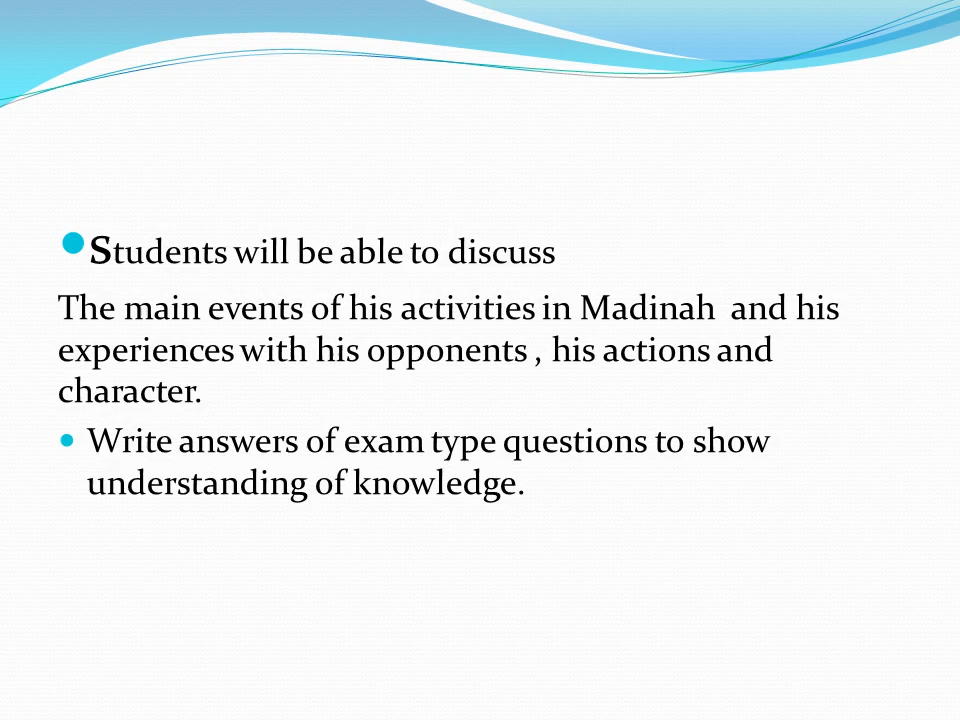 •Students will be able to discuss
The main events of his activities in Madinah  and his
experiences with his opponents , his actions and
character.
• Write answers of exam type questions to show
understanding of knowledge.